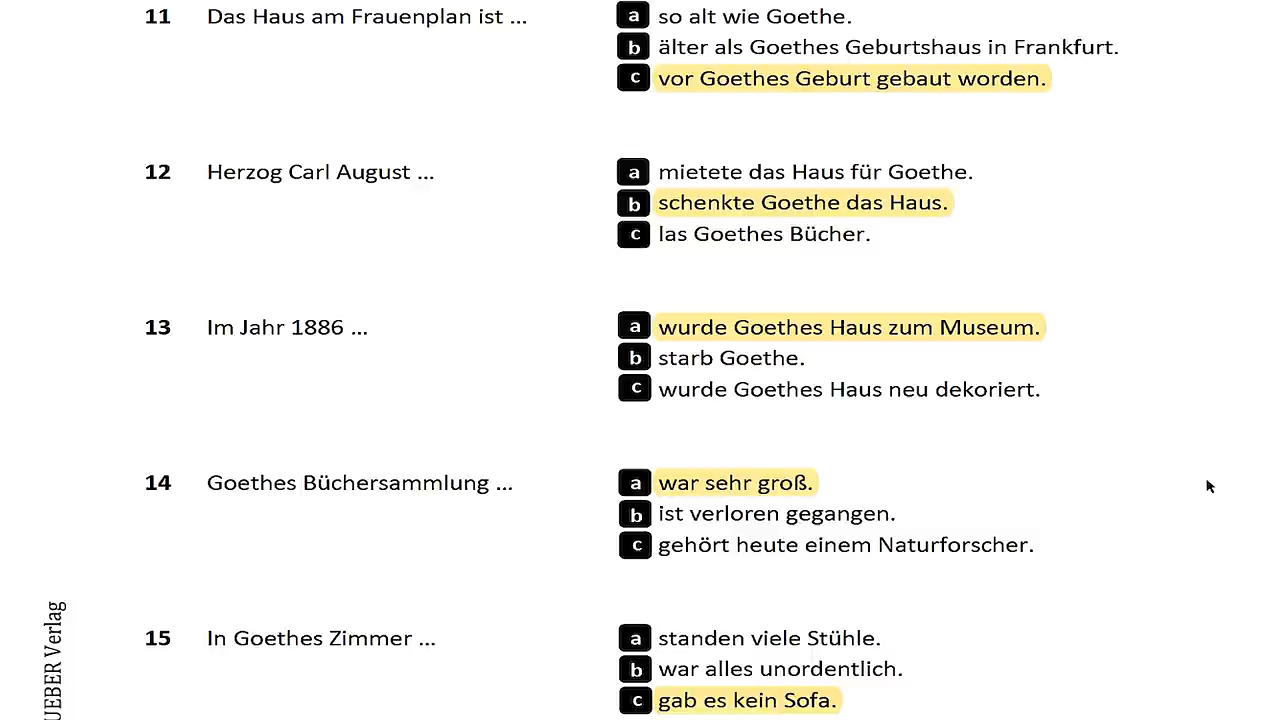 11 Das Haus am Frauenplan ist ... a so alt wie Goethe.
b älter als Goethes Geburtshaus in Frankfurt.
c vor Goethes Geburt gebaut worden.
12 Herzog Carl August ... a mietete das Haus für Goethe.
b schenkte Goethe das Haus.
c las Goethes Bücher.
13 Im Jahr 1886 ... a wurde Goethes Haus zum Museum.
b starb Goethe.
c wurde Goethes Haus neu dekoriert.
14 Goethes Büchersammlung ... a war sehr groß.
b ist verloren gegangen.
c gehört heute einem Naturforscher.
15 In Goethes Zimmer ... a standen viele Stühle.
b war alles unordentlich.
c gab es kein Sofa.
UEBER Verlag